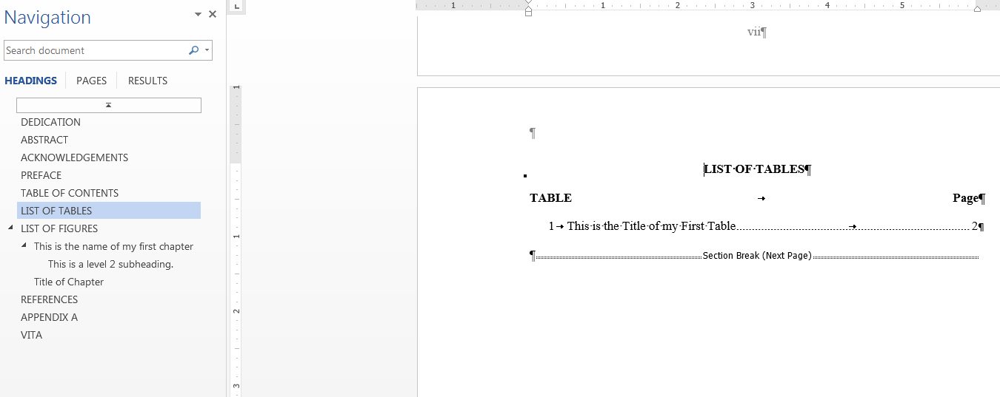 Navigation
Search document
HEADINGS PAGES RESULTS
DEDICATION
ABSTRACT
ACKNOWLEDGEMENTS
PREFACE
TABLE OF CONTENTS
LIST OF TABLES
LIST OF FIGURES
This is the name of my first chapter
This is a level 2 subheading.
Title of Chapter
REFERENCES
APPENDIX A
VITA
L
1 1 2 3 4 5
1
1
2
3
vii¶
¶
LIST·OF·TABLES¶
TABLE → Page¶
1→This·is·the·Title·of·my·First·Table......→......2¶
¶......Section Break (Next Page)......